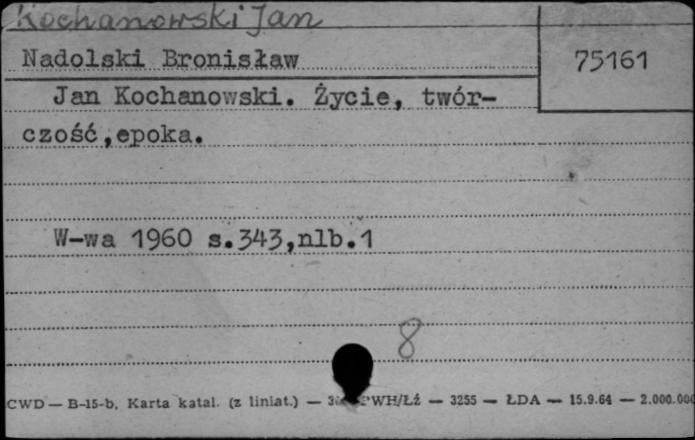 Kochanowski Jan
Nadolski Bronisław
75161
Jan Kochanowski. Życie, twór-
czość,epoka.
W-wa 1960 s.343,nlb.1
8
CWD — B-15-b, Karta katal. (z liniat.) — PWH/Łź — 3255 — ŁDA — 15.9.64 — 2.000.000